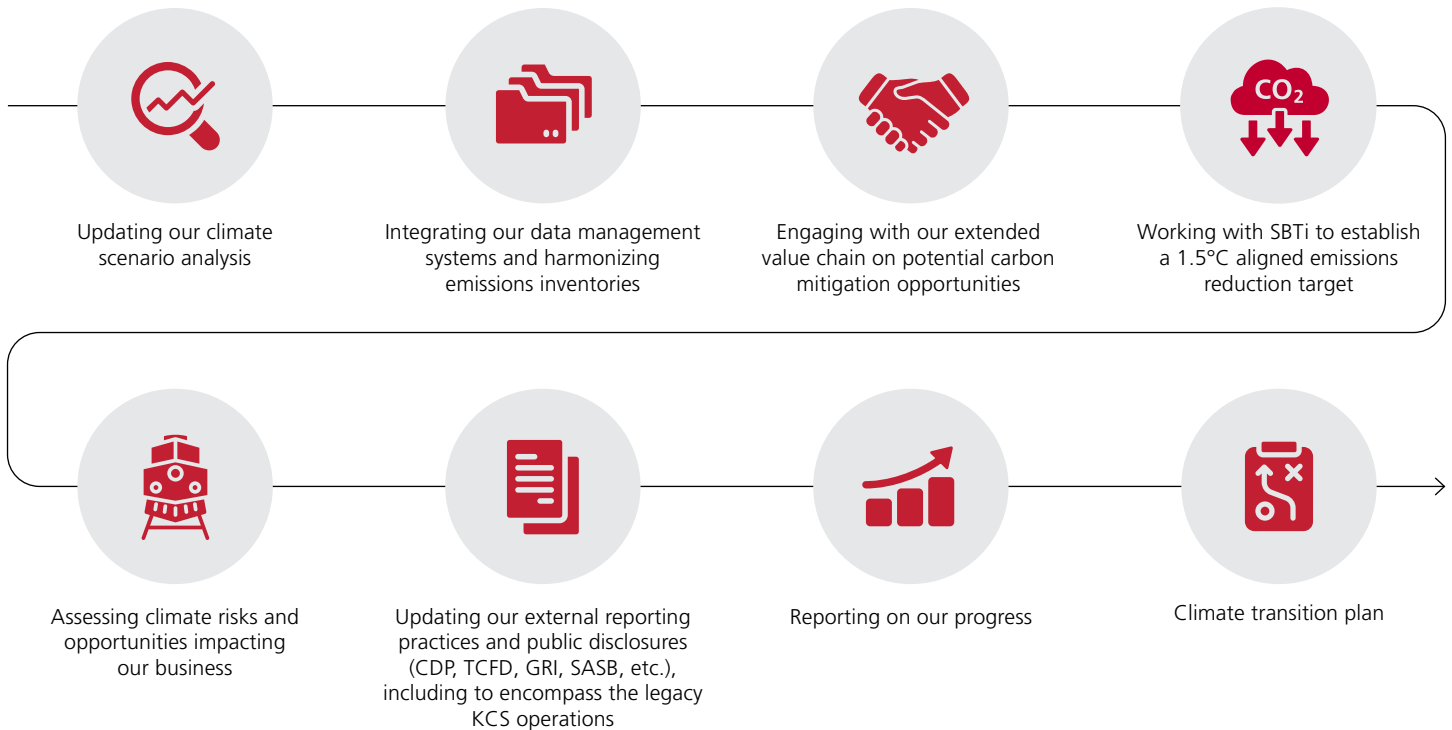 CO₂
Updating our climate
scenario analysis
Integrating our data management
systems and harmonizing
emissions inventories
Engaging with our extended
value chain on potential carbon
mitigation opportunities
Working with SBTi to establish
a 1.5°C aligned emissions
reduction target
Assessing climate risks and
opportunities impacting
our business
Updating our external reporting
practices and public disclosures
(CDP, TCFD, GRI, SASB, etc.),
including to encompass the legacy
KCS operations
Reporting on our progress
Climate transition plan